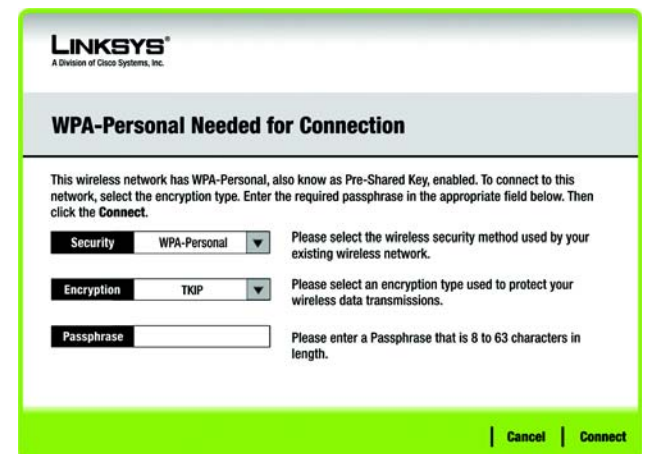 LINKSYS®
A Division of Cisco Systems, Inc.
WPA-Personal Needed for Connection
This wireless network has WPA-Personal, also know as Pre-Shared Key, enabled. To connect to this
network, select the encryption type. Enter the required passphrase in the appropriate field below. Then
click the Connect.
Security WPA-Personal
Please select the wireless security method used by your
existing wireless network.
Encryption TKIP
Please select an encryption type used to protect your
wireless data transmissions.
Passphrase
Please enter a Passphrase that is 8 to 63 characters in
length.
Cancel Connect